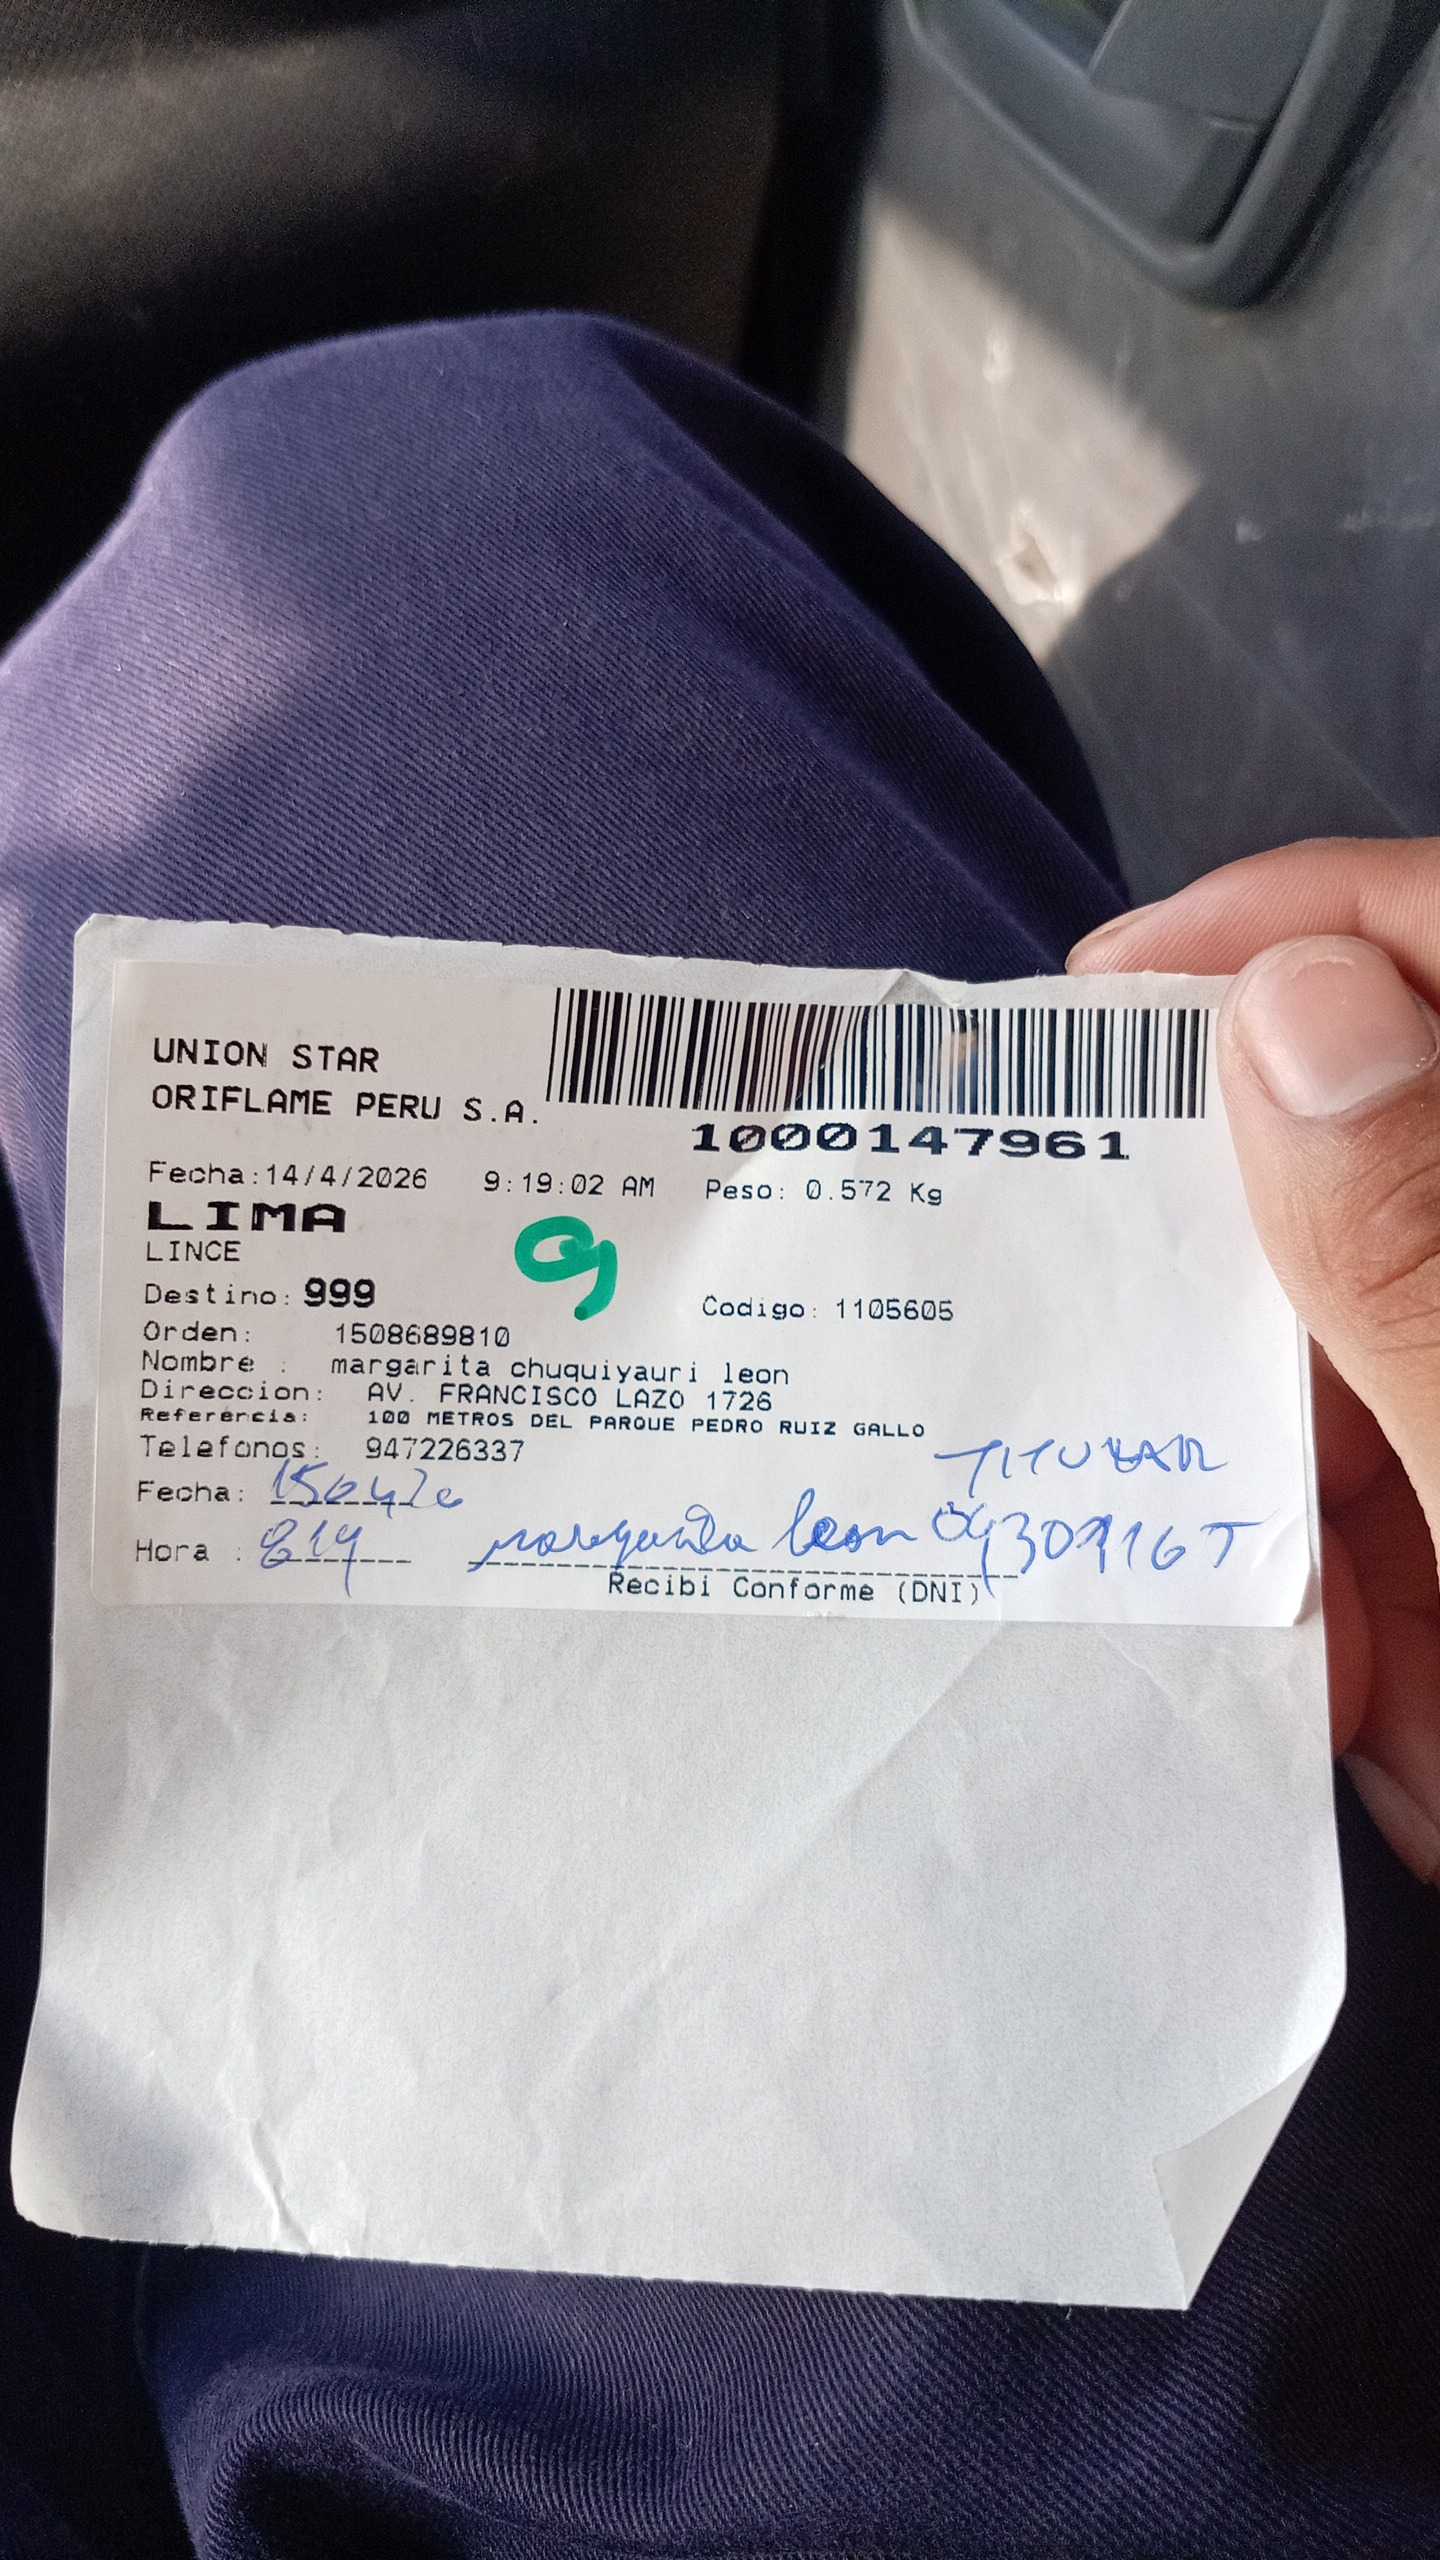 UNION STAR
ORIFLAME PERU S.A.
1000147961
Fecha:14/4/2026 9:19:02 AM Peso: 0.572 Kg
LIMA
LINCE
9
Destino: 999 Codigo: 1105605
Orden: 1508689810
Nombre : margarita chuquiyauri leon
Direccion: AV. FRANCISCO LAZO 1726
Referencia: 100 METROS DEL PARQUE PEDRO RUIZ GALLO
Telefonos: 947226337
TITULAR
Fecha:
Hora : 819 margarita leon
Recibi Conforme (DNI)